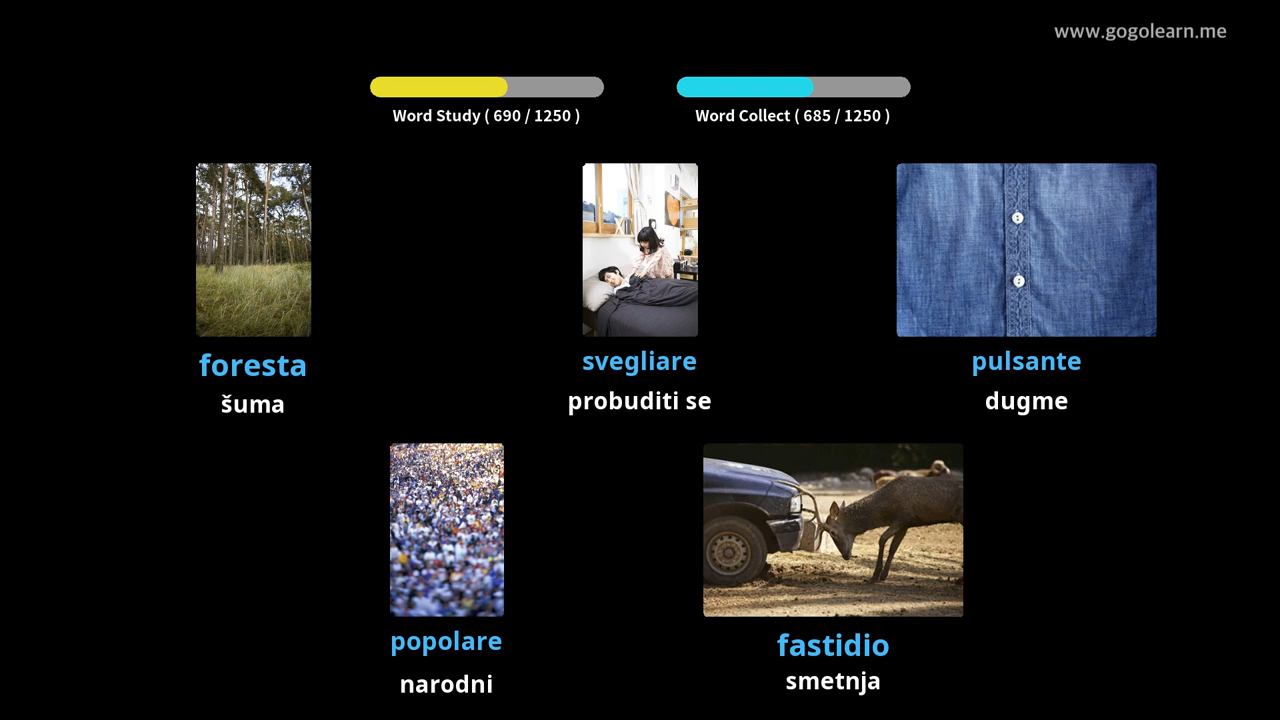 www.gogolearn.me
Word Study ( 690 / 1250 )
Word Collect ( 685 / 1250 )
foresta
šuma
svegliare
probuditi se
pulsante
dugme
popolare
narodni
fastidio
smetnja